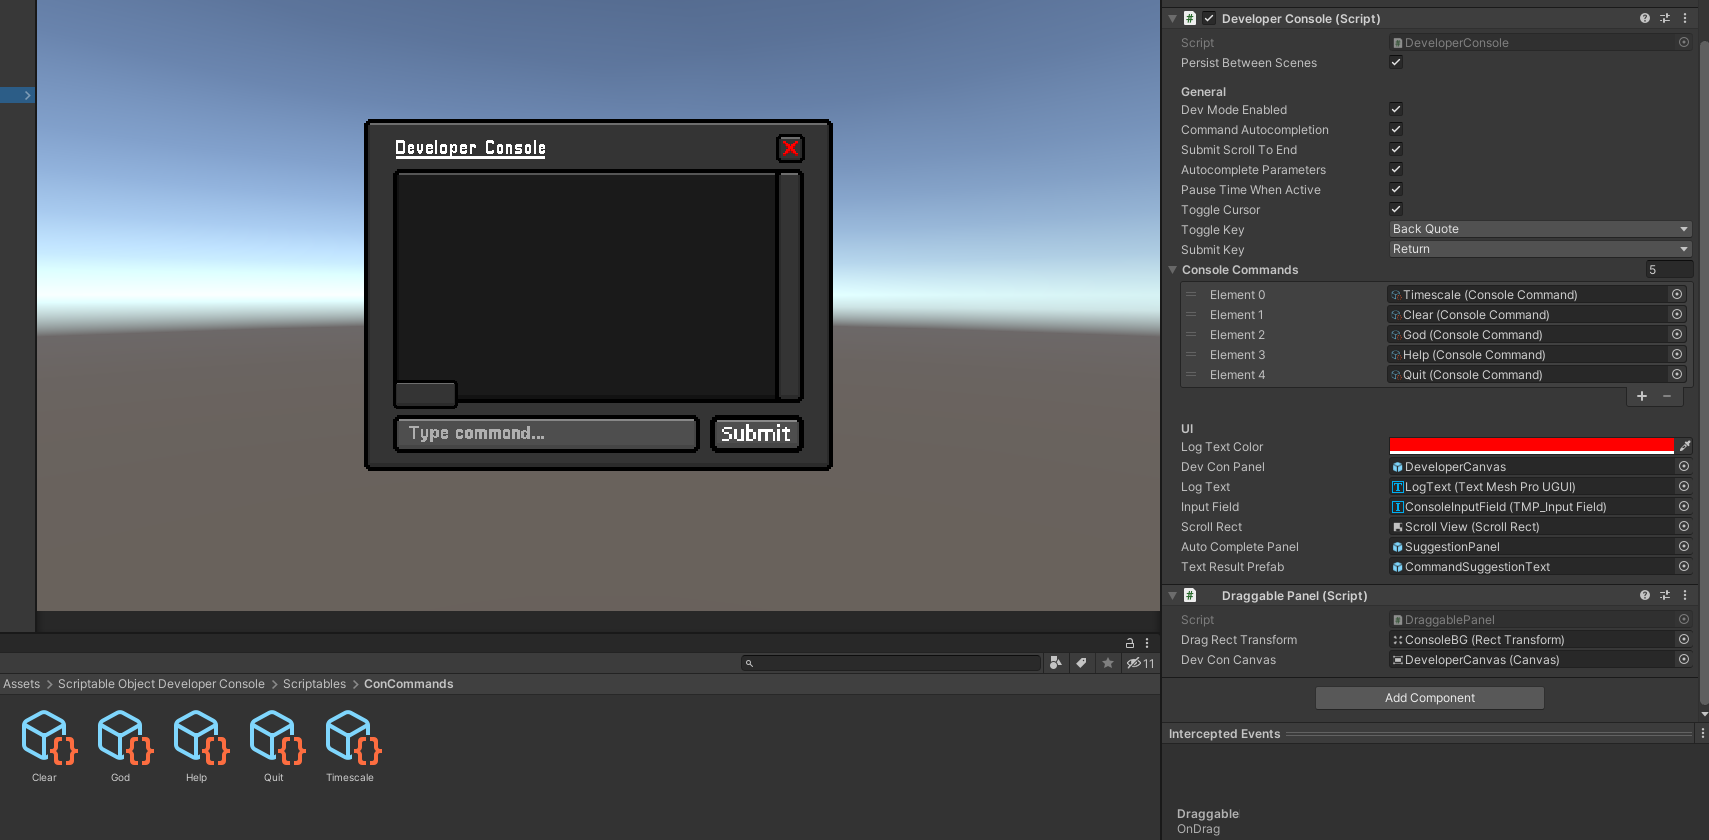 Developer Console
Type command...
Submit
11
Assets > Scriptable Object Developer Console > Scriptables > ConCommands
Clear
God
Help
Quit
Timescale
Developer Console (Script)
Script DeveloperConsole
Persist Between Scenes
General
Dev Mode Enabled
Command Autocompletion
Submit Scroll To End
Autocomplete Parameters
Pause Time When Active
Toggle Cursor
Toggle Key Back Quote
Submit Key Return
Console Commands 5
Element 0 Timescale (Console Command)
Element 1 Clear (Console Command)
Element 2 God (Console Command)
Element 3 Help (Console Command)
Element 4 Quit (Console Command)
+ −
UI
Log Text Color
Dev Con Panel DeveloperCanvas
Log Text LogText (Text Mesh Pro UGUI)
Input Field ConsoleInputField (TMP_Input Field)
Scroll Rect Scroll View (Scroll Rect)
Auto Complete Panel SuggestionPanel
Text Result Prefab CommandSuggestionText
Draggable Panel (Script)
Script DraggablePanel
Drag Rect Transform ConsoleBG (Rect Transform)
Dev Con Canvas DeveloperCanvas (Canvas)
Add Component
Intercepted Events
Draggable
OnDrag